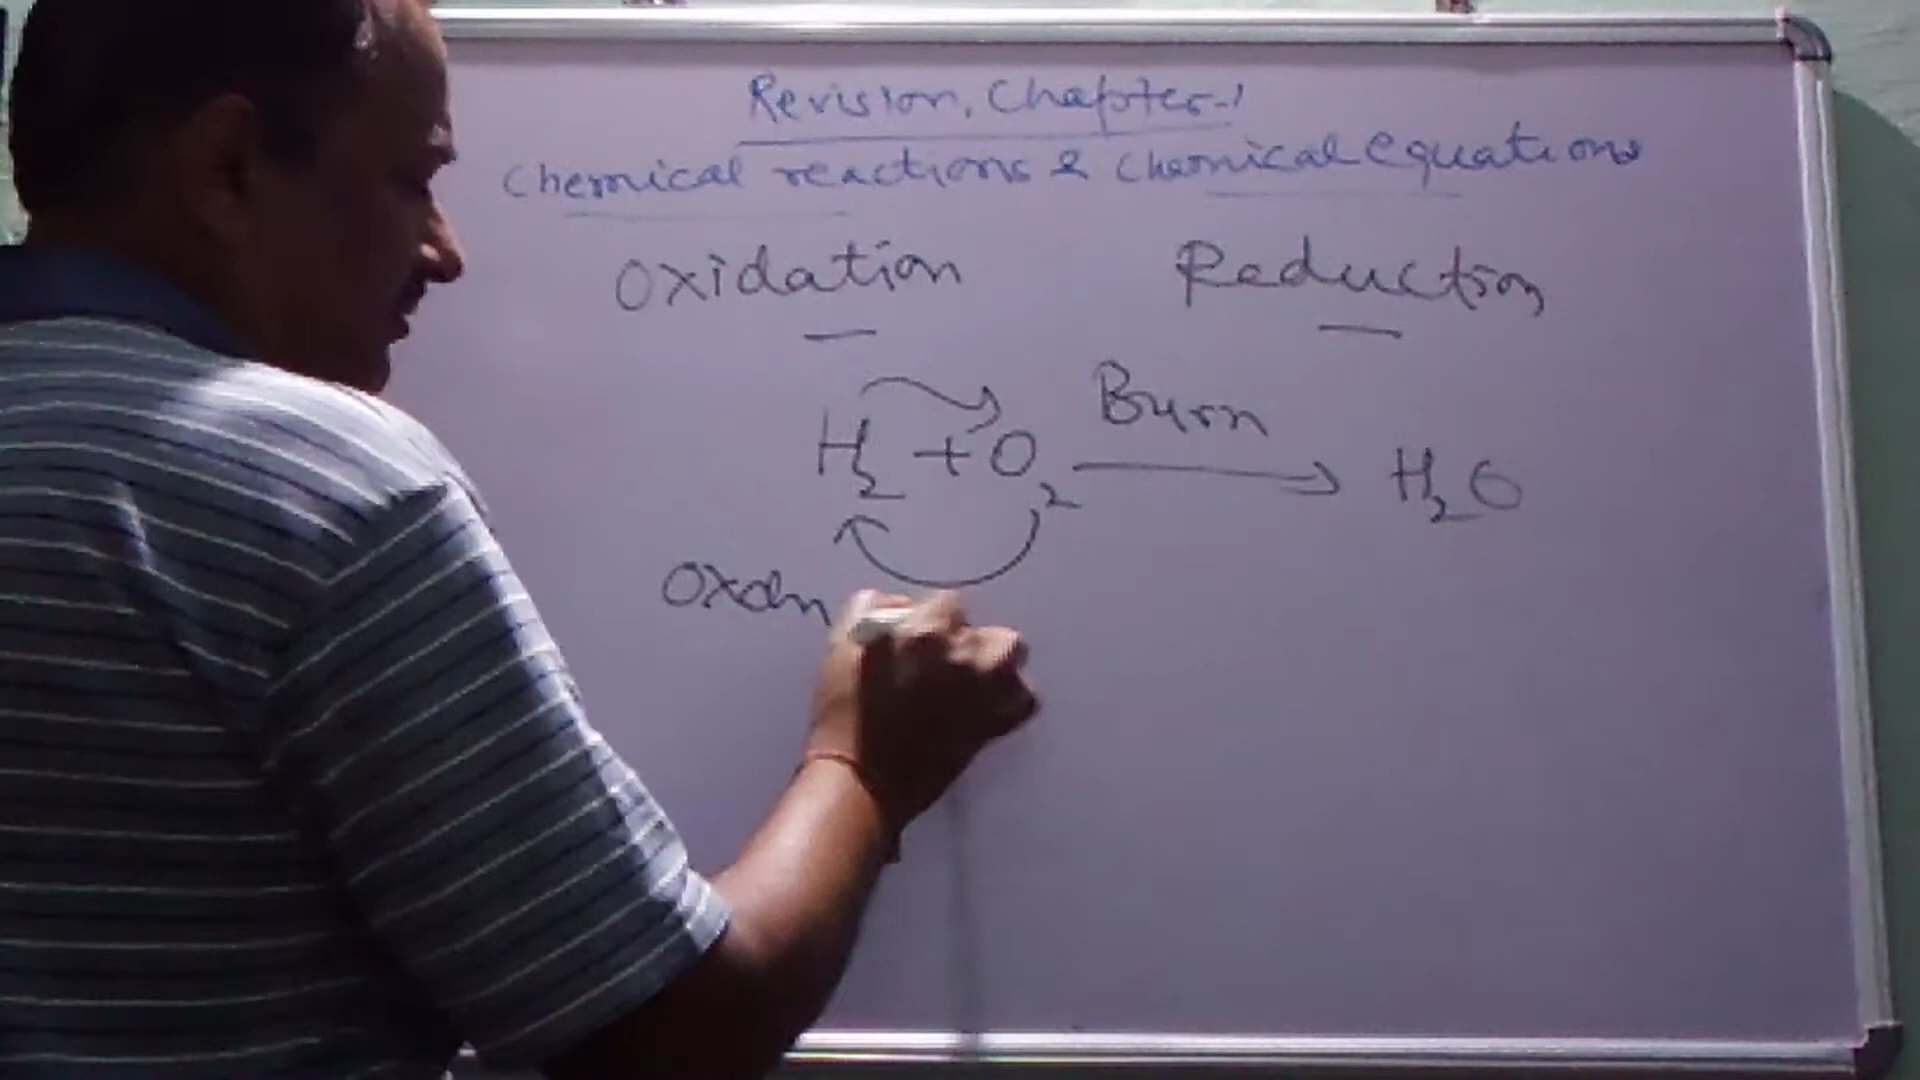 Revision, Chapter-1
Chemical reactions & Chemical equations
Oxidation Reduction
Burn
H₂ + O₂ → H₂O
Oxdn